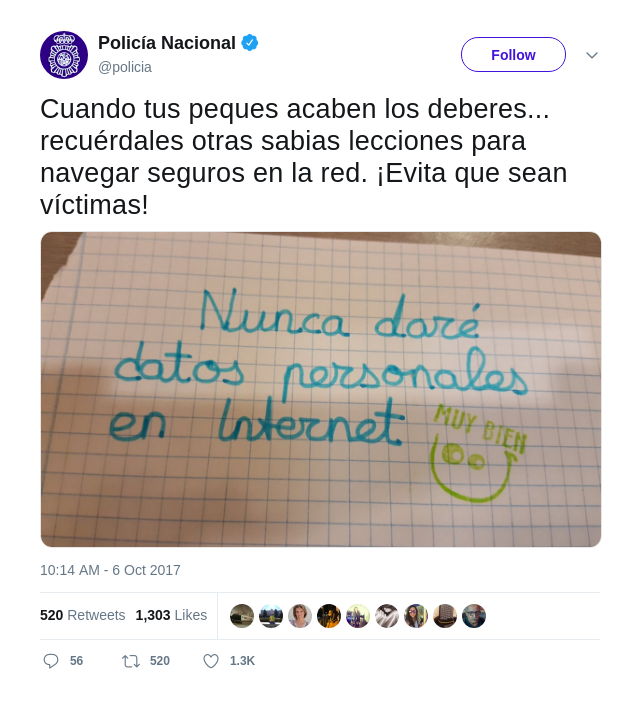 Policía Nacional
@policia
Follow
Cuando tus peques acaben los deberes...
recuérdales otras sabias lecciones para
navegar seguros en la red. ¡Evita que sean
víctimas!
Nunca daré
datos personales
en Internet
MUY BIEN
10:14 AM - 6 Oct 2017
520 Retweets 1,303 Likes
56 520 1.3K